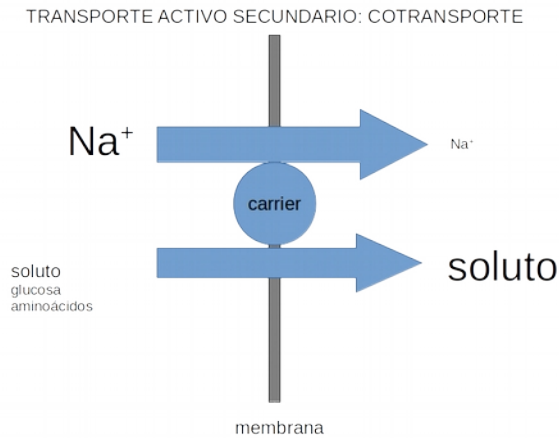 TRANSPORTE ACTIVO SECUNDARIO: COTRANSPORTE
Na⁺
Na⁺
carrier
soluto
glucosa
aminoácidos
soluto
membrana